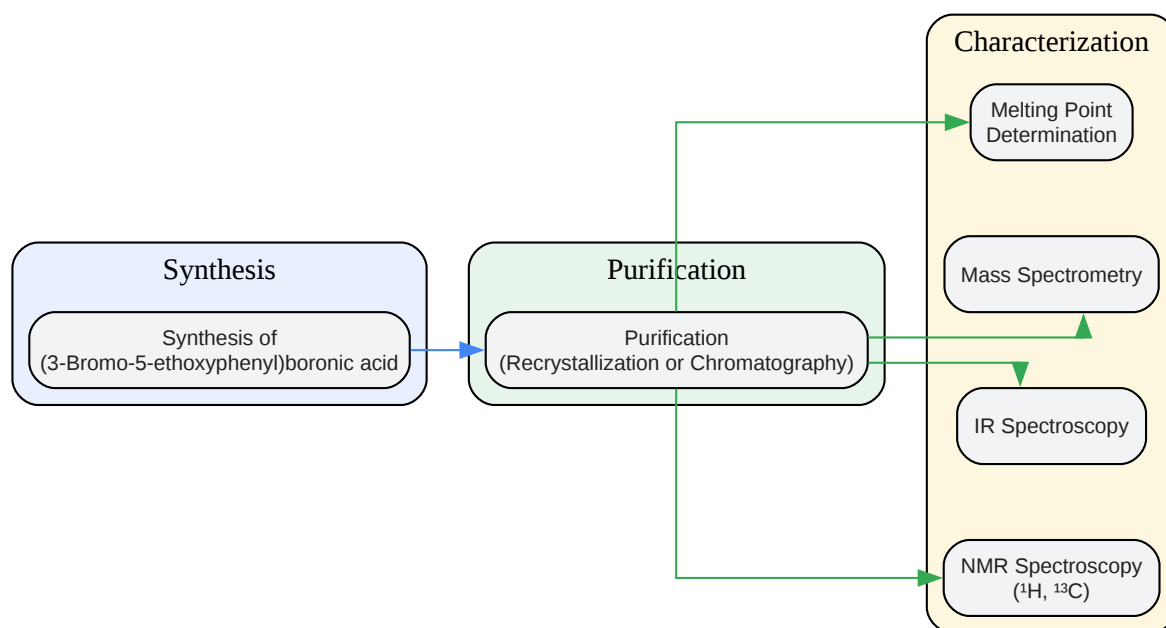 Synthesis
Synthesis of
(3-Bromo-5-ethoxyphenyl)boronic acid
Purification
Purification
(Recrystallization or Chromatography)
Characterization
Melting Point
Determination
Mass Spectrometry
IR Spectroscopy
NMR Spectroscopy
(¹H, ¹³C)